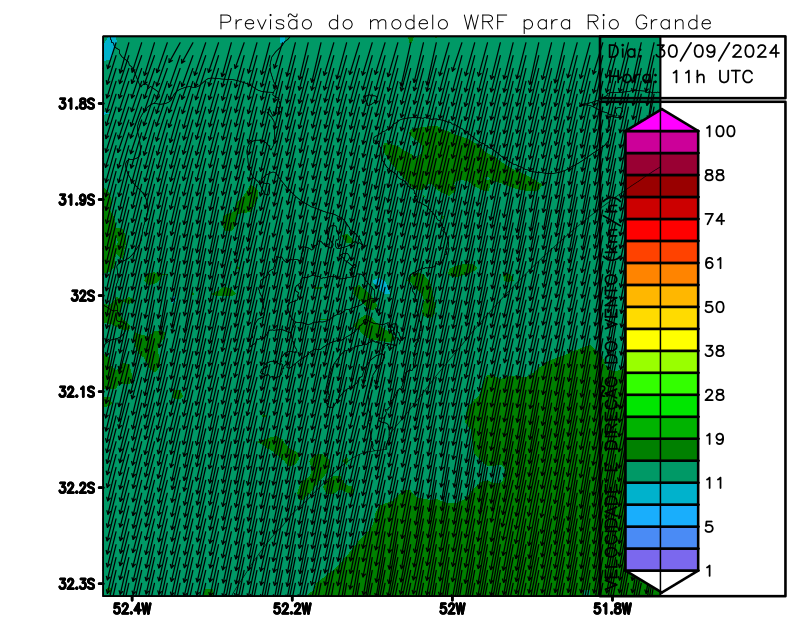 Previsão do modelo WRF para Rio Grande
Dia: 30/09/2024
Hora: 11h UTC
31.8S
31.9S
32S
32.1S
32.2S
32.3S
52.4W
52.2W
52W
51.8W
100
88
74
61
50
38
28
19
11
5
1
VELOCIDADE E DIREÇÃO DO VENTO (km/h)